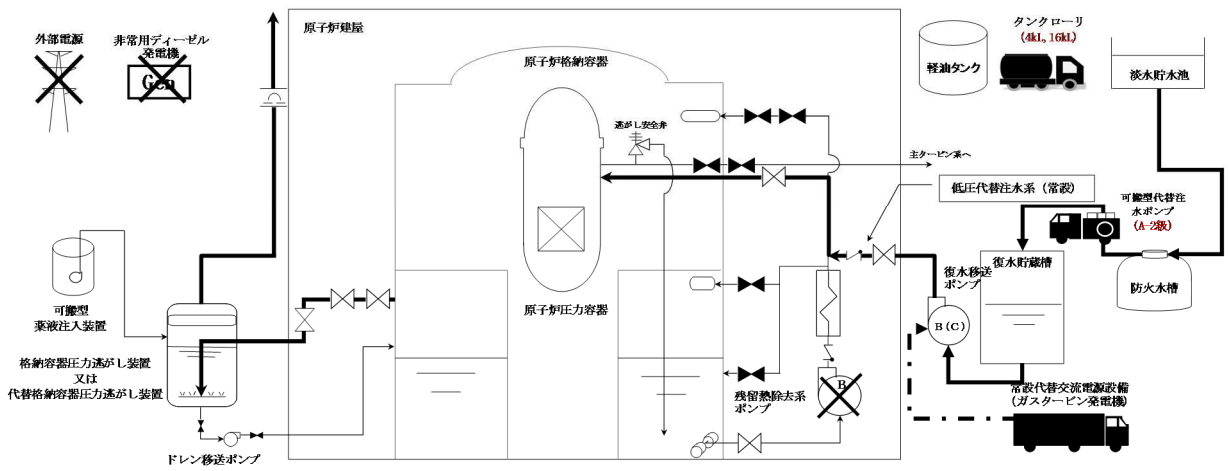 外部電源
非常用ディーゼル
発電機
Gen
原子炉建屋
原子炉格納容器
逃がし安全弁
原子炉圧力容器
主タービン系へ
軽油タンク
タンクローリ
(4kL, 16kL)
淡水貯水池
低圧代替注水系(常設)
可搬型代替注
水ポンプ
(A-2級)
復水移送
ポンプ
復水貯蔵槽
防火水槽
B(C)
可搬型
薬液注入装置
格納容器圧力逃がし装置
又は
代替格納容器圧力逃がし装置
ドレン移送ポンプ
残留熱除去系
ポンプ
B
常設代替交流電源設備
(ガスタービン発電機)